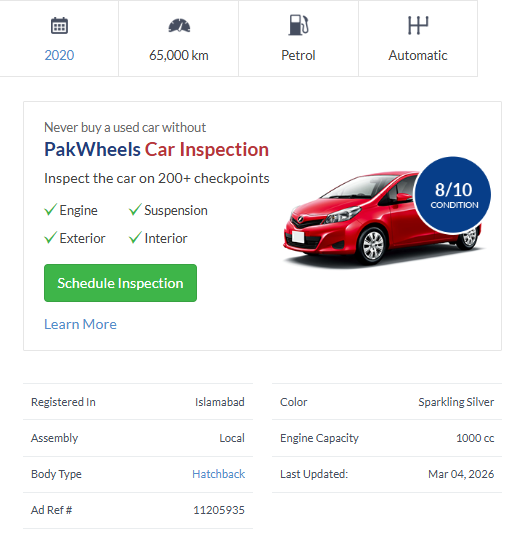 2020
65,000 km
Petrol
Automatic
Never buy a used car without
PakWheels Car Inspection
Inspect the car on 200+ checkpoints
Engine
Suspension
Exterior
Interior
8/10
CONDITION
Schedule Inspection
Learn More
Registered In Islamabad
Color Sparkling Silver
Assembly Local
Engine Capacity 1000 cc
Body Type Hatchback
Last Updated: Mar 04, 2026
Ad Ref # 11205935